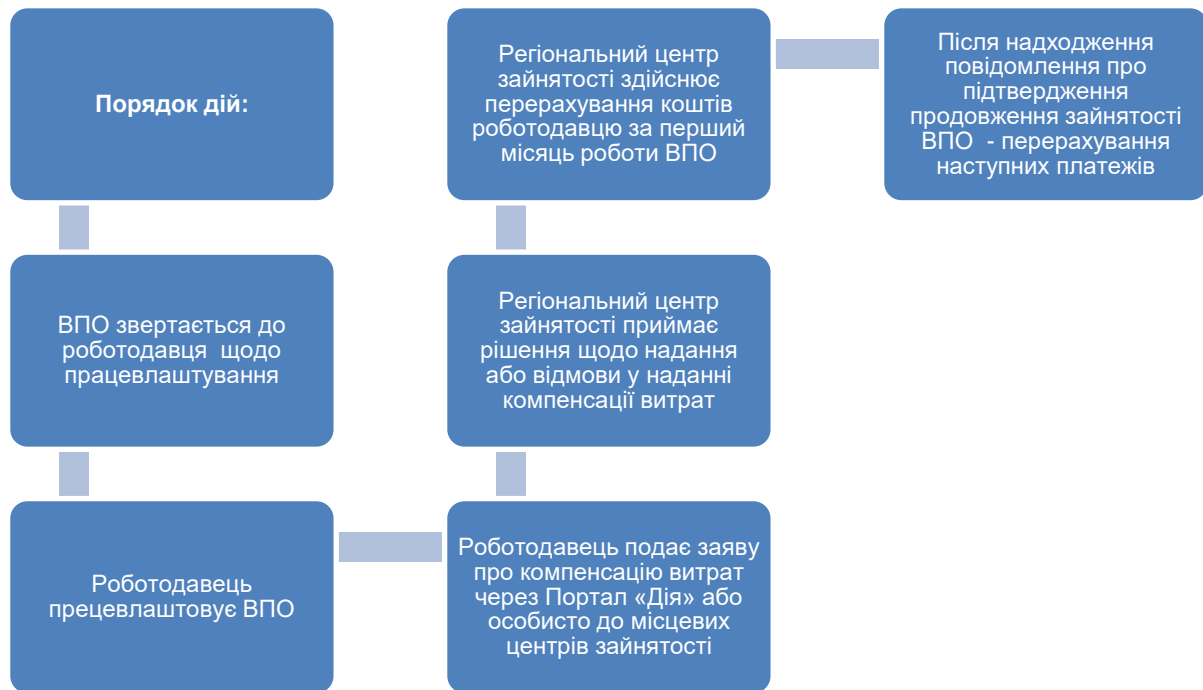 Порядок дій:
ВПО звертається до
роботодавця щодо
працевлаштування
Роботодавець
прецевлаштовує ВПО
Роботодавець подає заяву
про компенсацію витрат
через Портал «Дія» або
особисто до місцевих
центрів зайнятості
Регіональний центр
зайнятості приймає
рішення щодо надання
або відмови у наданні
компенсації витрат
Регіональний центр
зайнятості здійснює
перерахування коштів
роботодавцю за перший
місяць роботи ВПО
Після надходження
повідомлення про
підтвердження
продовження зайнятості
ВПО - перерахування
наступних платежів